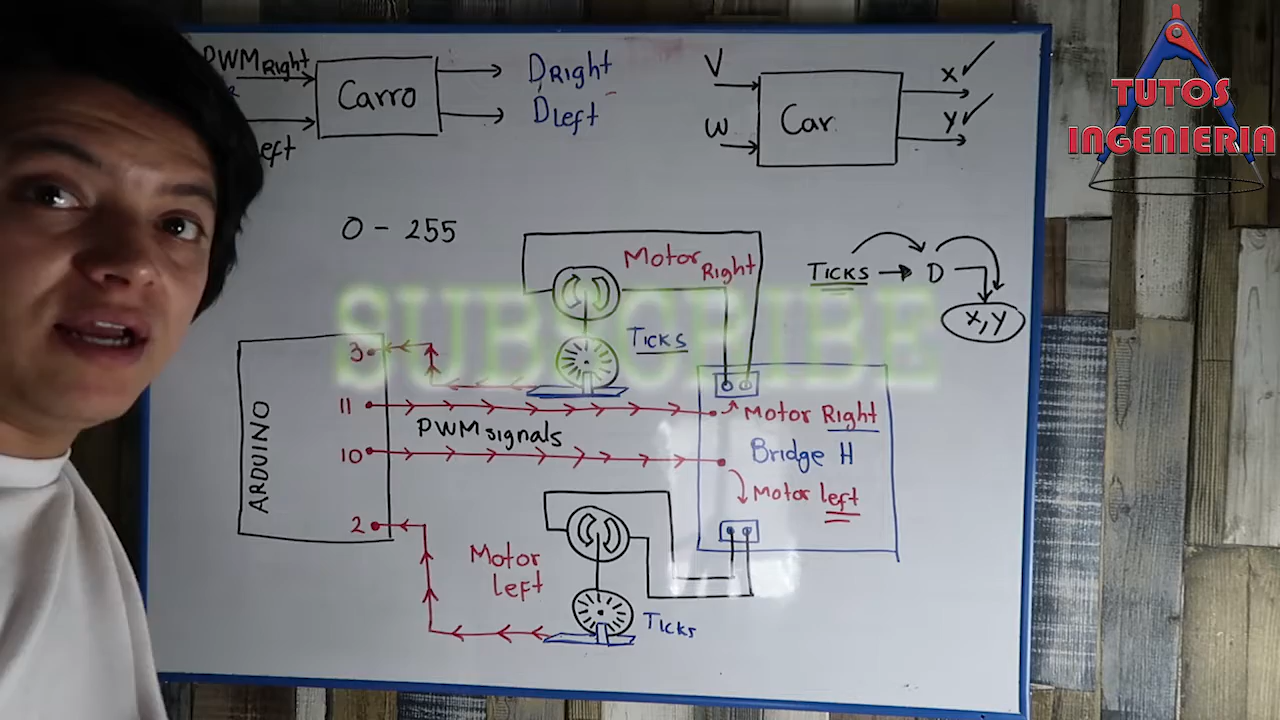 PWM Right
Carro
D Right
D Left
eft
V
W
Car.
x
y
TUTOS
INGENIERIA
0 - 255
Motor Right
TICKS → D
x, y
SUBSCRIBE
TICKS
ARDUINO
3
11
10
2
PWM signals
Motor Right
Bridge H
Motor left
Motor
left
TICKS